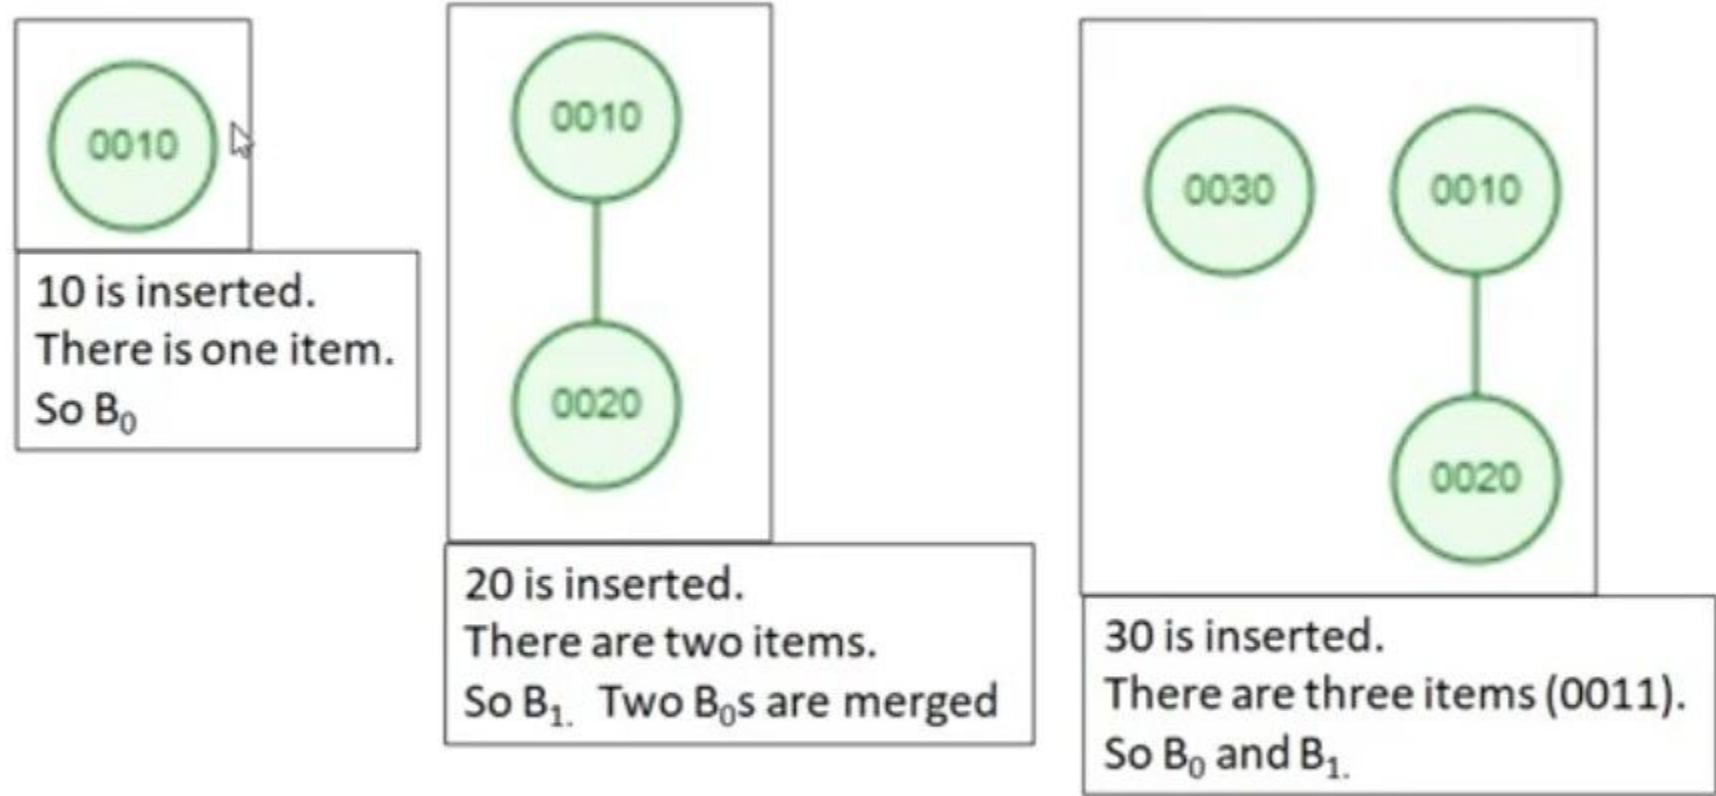 0010
10 is inserted.
There is one item.
So B₀
0010
0020
20 is inserted.
There are two items.
So B₁.  Two B₀s are merged
0030 0010
0020
30 is inserted.
There are three items (0011).
So B₀ and B₁.